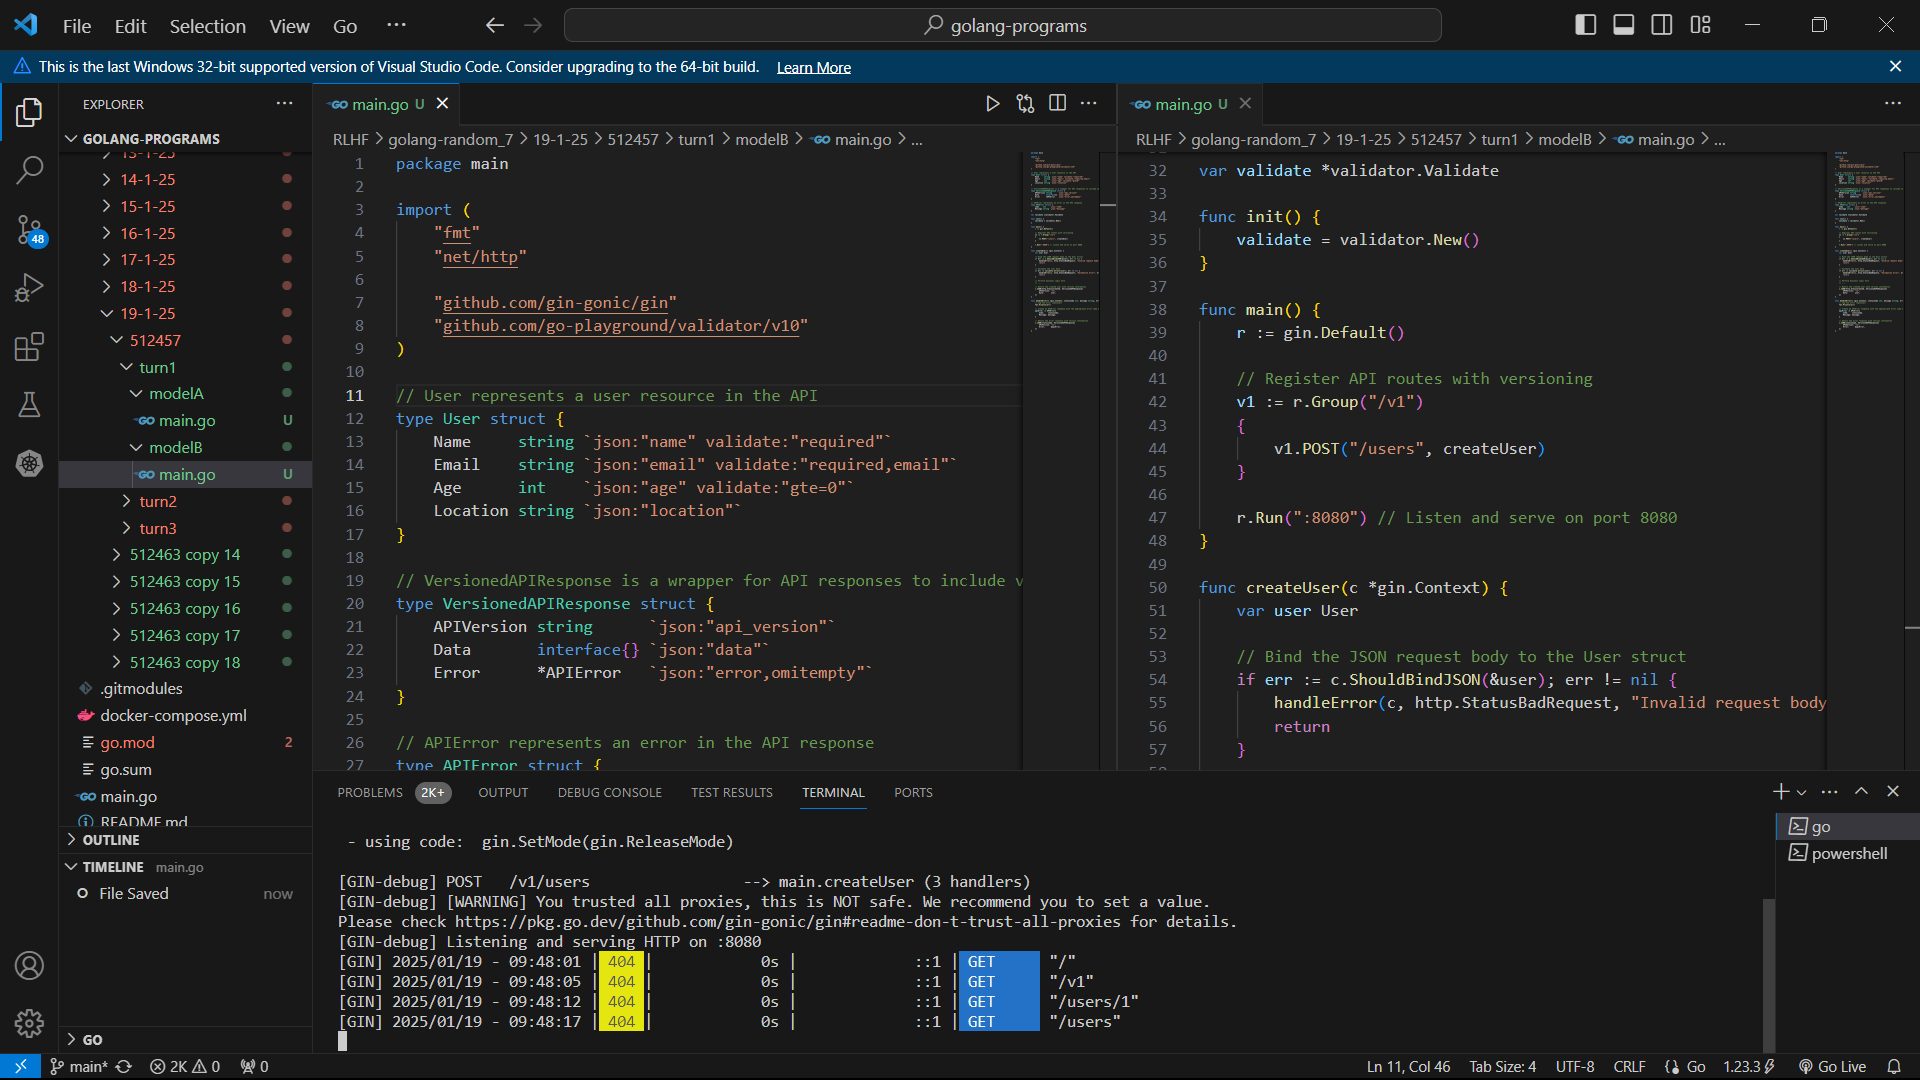 File Edit Selection View Go ···
golang-programs
This is the last Windows 32-bit supported version of Visual Studio Code. Consider upgrading to the 64-bit build. Learn More
EXPLORER
GOLANG-PROGRAMS
13-1-25
14-1-25
15-1-25
16-1-25
17-1-25
18-1-25
19-1-25
512457
turn1
modelA
main.go U
modelB
main.go U
turn2
turn3
512463 copy 14
512463 copy 15
512463 copy 16
512463 copy 17
512463 copy 18
.gitmodules
docker-compose.yml
go.mod 2
go.sum
main.go
README.md
OUTLINE
TIMELINE main.go
File Saved now
GO
48
main.go U
RLHF > golang-random_7 > 19-1-25 > 512457 > turn1 > modelB > main.go > ...
1 package main
2
3 import (
4 "fmt"
5 "net/http"
6
7 "github.com/gin-gonic/gin"
8 "github.com/go-playground/validator/v10"
9 )
10
11 // User represents a user resource in the API
12 type User struct {
13 Name string `json:"name" validate:"required"`
14 Email string `json:"email" validate:"required,email"`
15 Age int `json:"age" validate:"gte=0"`
16 Location string `json:"location"`
17 }
18
19 // VersionedAPIResponse is a wrapper for API responses to include v
20 type VersionedAPIResponse struct {
21 APIVersion string `json:"api_version"`
22 Data interface{} `json:"data"`
23 Error *APIError `json:"error,omitempty"`
24 }
25
26 // APIError represents an error in the API response
27 type APIError struct {
main.go U
RLHF > golang-random_7 > 19-1-25 > 512457 > turn1 > modelB > main.go > ...
32 var validate *validator.Validate
33
34 func init() {
35 validate = validator.New()
36 }
37
38 func main() {
39 r := gin.Default()
40
41 // Register API routes with versioning
42 v1 := r.Group("/v1")
43 {
44 v1.POST("/users", createUser)
45 }
46
47 r.Run(":8080") // Listen and serve on port 8080
48 }
49
50 func createUser(c *gin.Context) {
51 var user User
52
53 // Bind the JSON request body to the User struct
54 if err := c.ShouldBindJSON(&user); err != nil {
55 handleError(c, http.StatusBadRequest, "Invalid request body
56 return
57 }
PROBLEMS 2K+ OUTPUT DEBUG CONSOLE TEST RESULTS TERMINAL PORTS
- using code: gin.SetMode(gin.ReleaseMode)
[GIN-debug] POST /v1/users --> main.createUser (3 handlers)
[GIN-debug] [WARNING] You trusted all proxies, this is NOT safe. We recommend you to set a value.
Please check https://pkg.go.dev/github.com/gin-gonic/gin#readme-don-t-trust-all-proxies for details.
[GIN-debug] Listening and serving HTTP on :8080
[GIN] 2025/01/19 - 09:48:01 | 404 | 0s | ::1 | GET "/"
[GIN] 2025/01/19 - 09:48:05 | 404 | 0s | ::1 | GET "/v1"
[GIN] 2025/01/19 - 09:48:12 | 404 | 0s | ::1 | GET "/users/1"
[GIN] 2025/01/19 - 09:48:17 | 404 | 0s | ::1 | GET "/users"
go
powershell
main* 2K 0 0 Ln 11, Col 46 Tab Size: 4 UTF-8 CRLF Go 1.23.3 Go Live